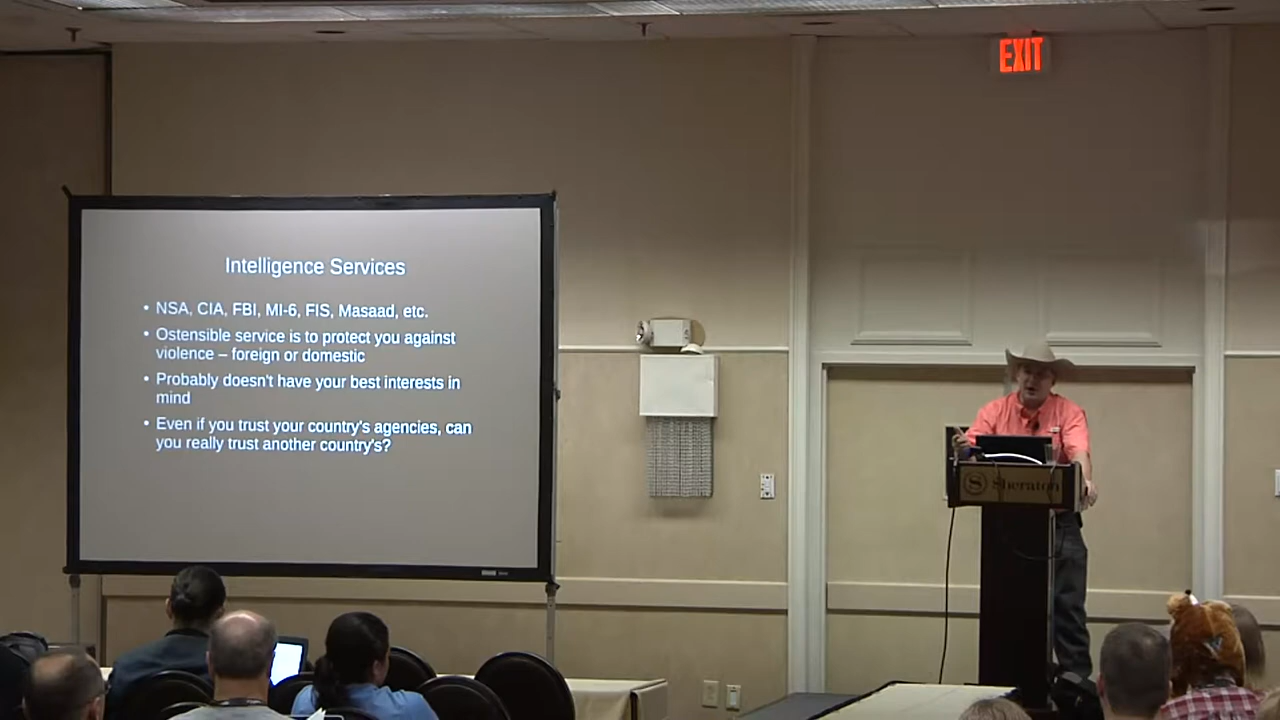 EXIT
Intelligence Services
• NSA, CIA, FBI, MI-6, FIS, Masaad, etc.
• Ostensible service is to protect you against
violence – foreign or domestic
• Probably doesn't have your best interests in
mind
• Even if you trust your country's agencies, can
you really trust another country's?
S Sheraton